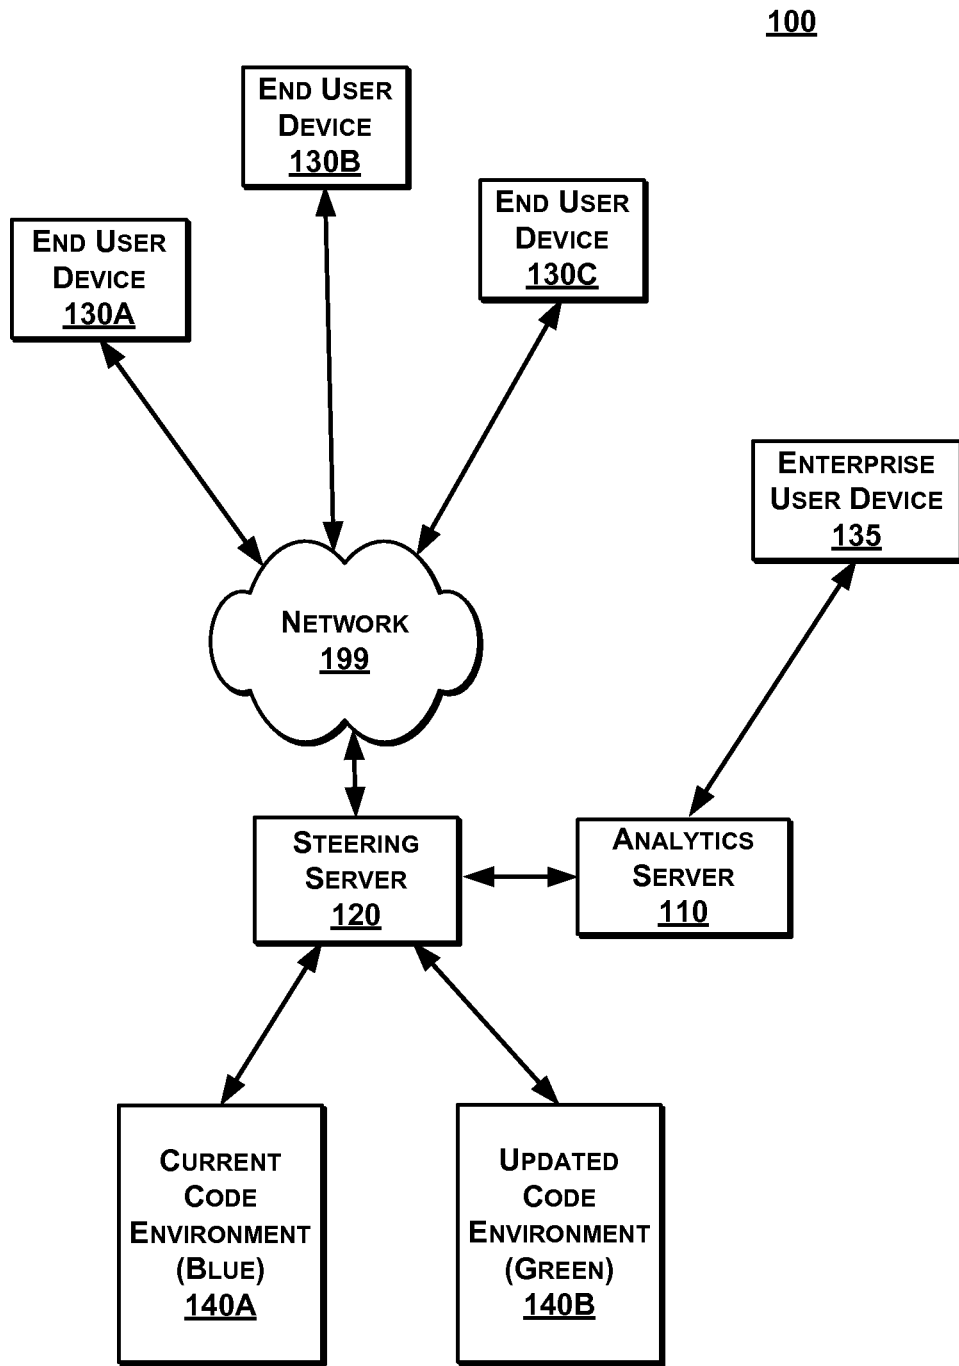 100
END USER
DEVICE
130B
END USER
DEVICE
130C
END USER
DEVICE
130A
ENTERPRISE
USER DEVICE
135
NETWORK
199
STEERING
SERVER
120
ANALYTICS
SERVER
110
CURRENT
CODE
ENVIRONMENT
(BLUE)
140A
UPDATED
CODE
ENVIRONMENT
(GREEN)
140B